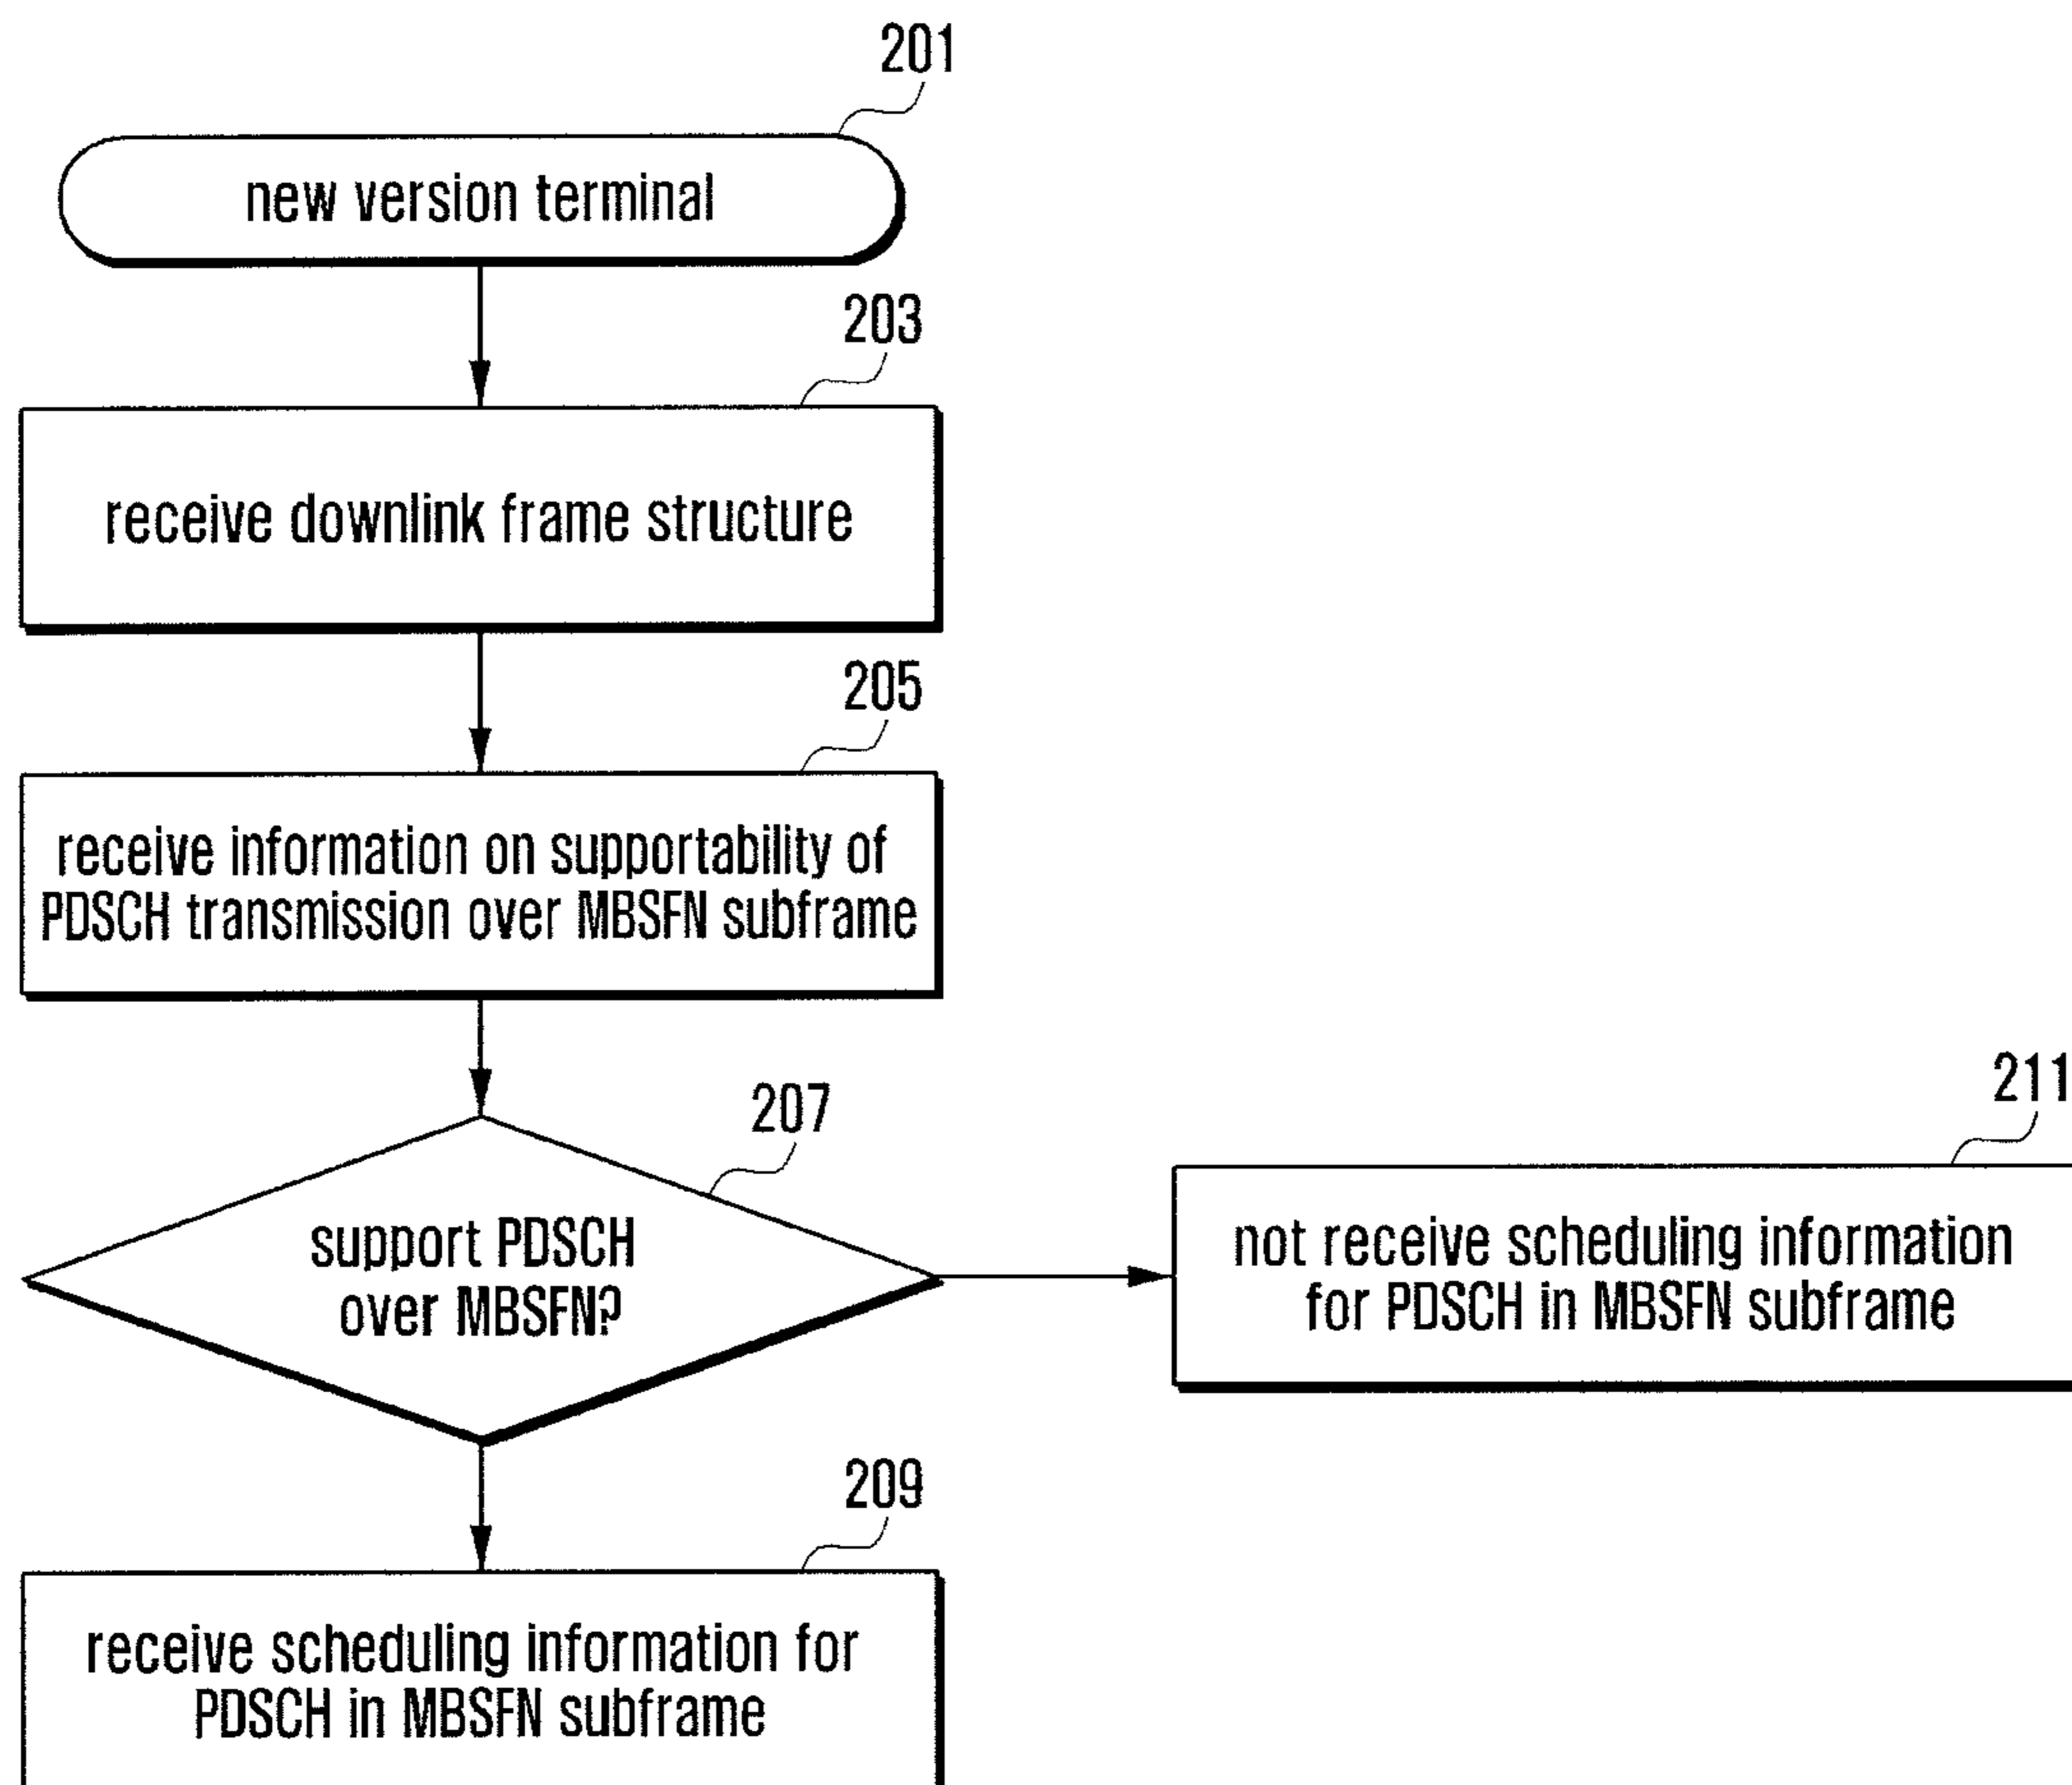 201
new version terminal
203
receive downlink frame structure
205
receive information on supportability of
PDSCH transmission over MBSFN subframe
207
support PDSCH
over MBSFN?
211
not receive scheduling information
for PDSCH in MBSFN subframe
209
receive scheduling information for
PDSCH in MBSFN subframe